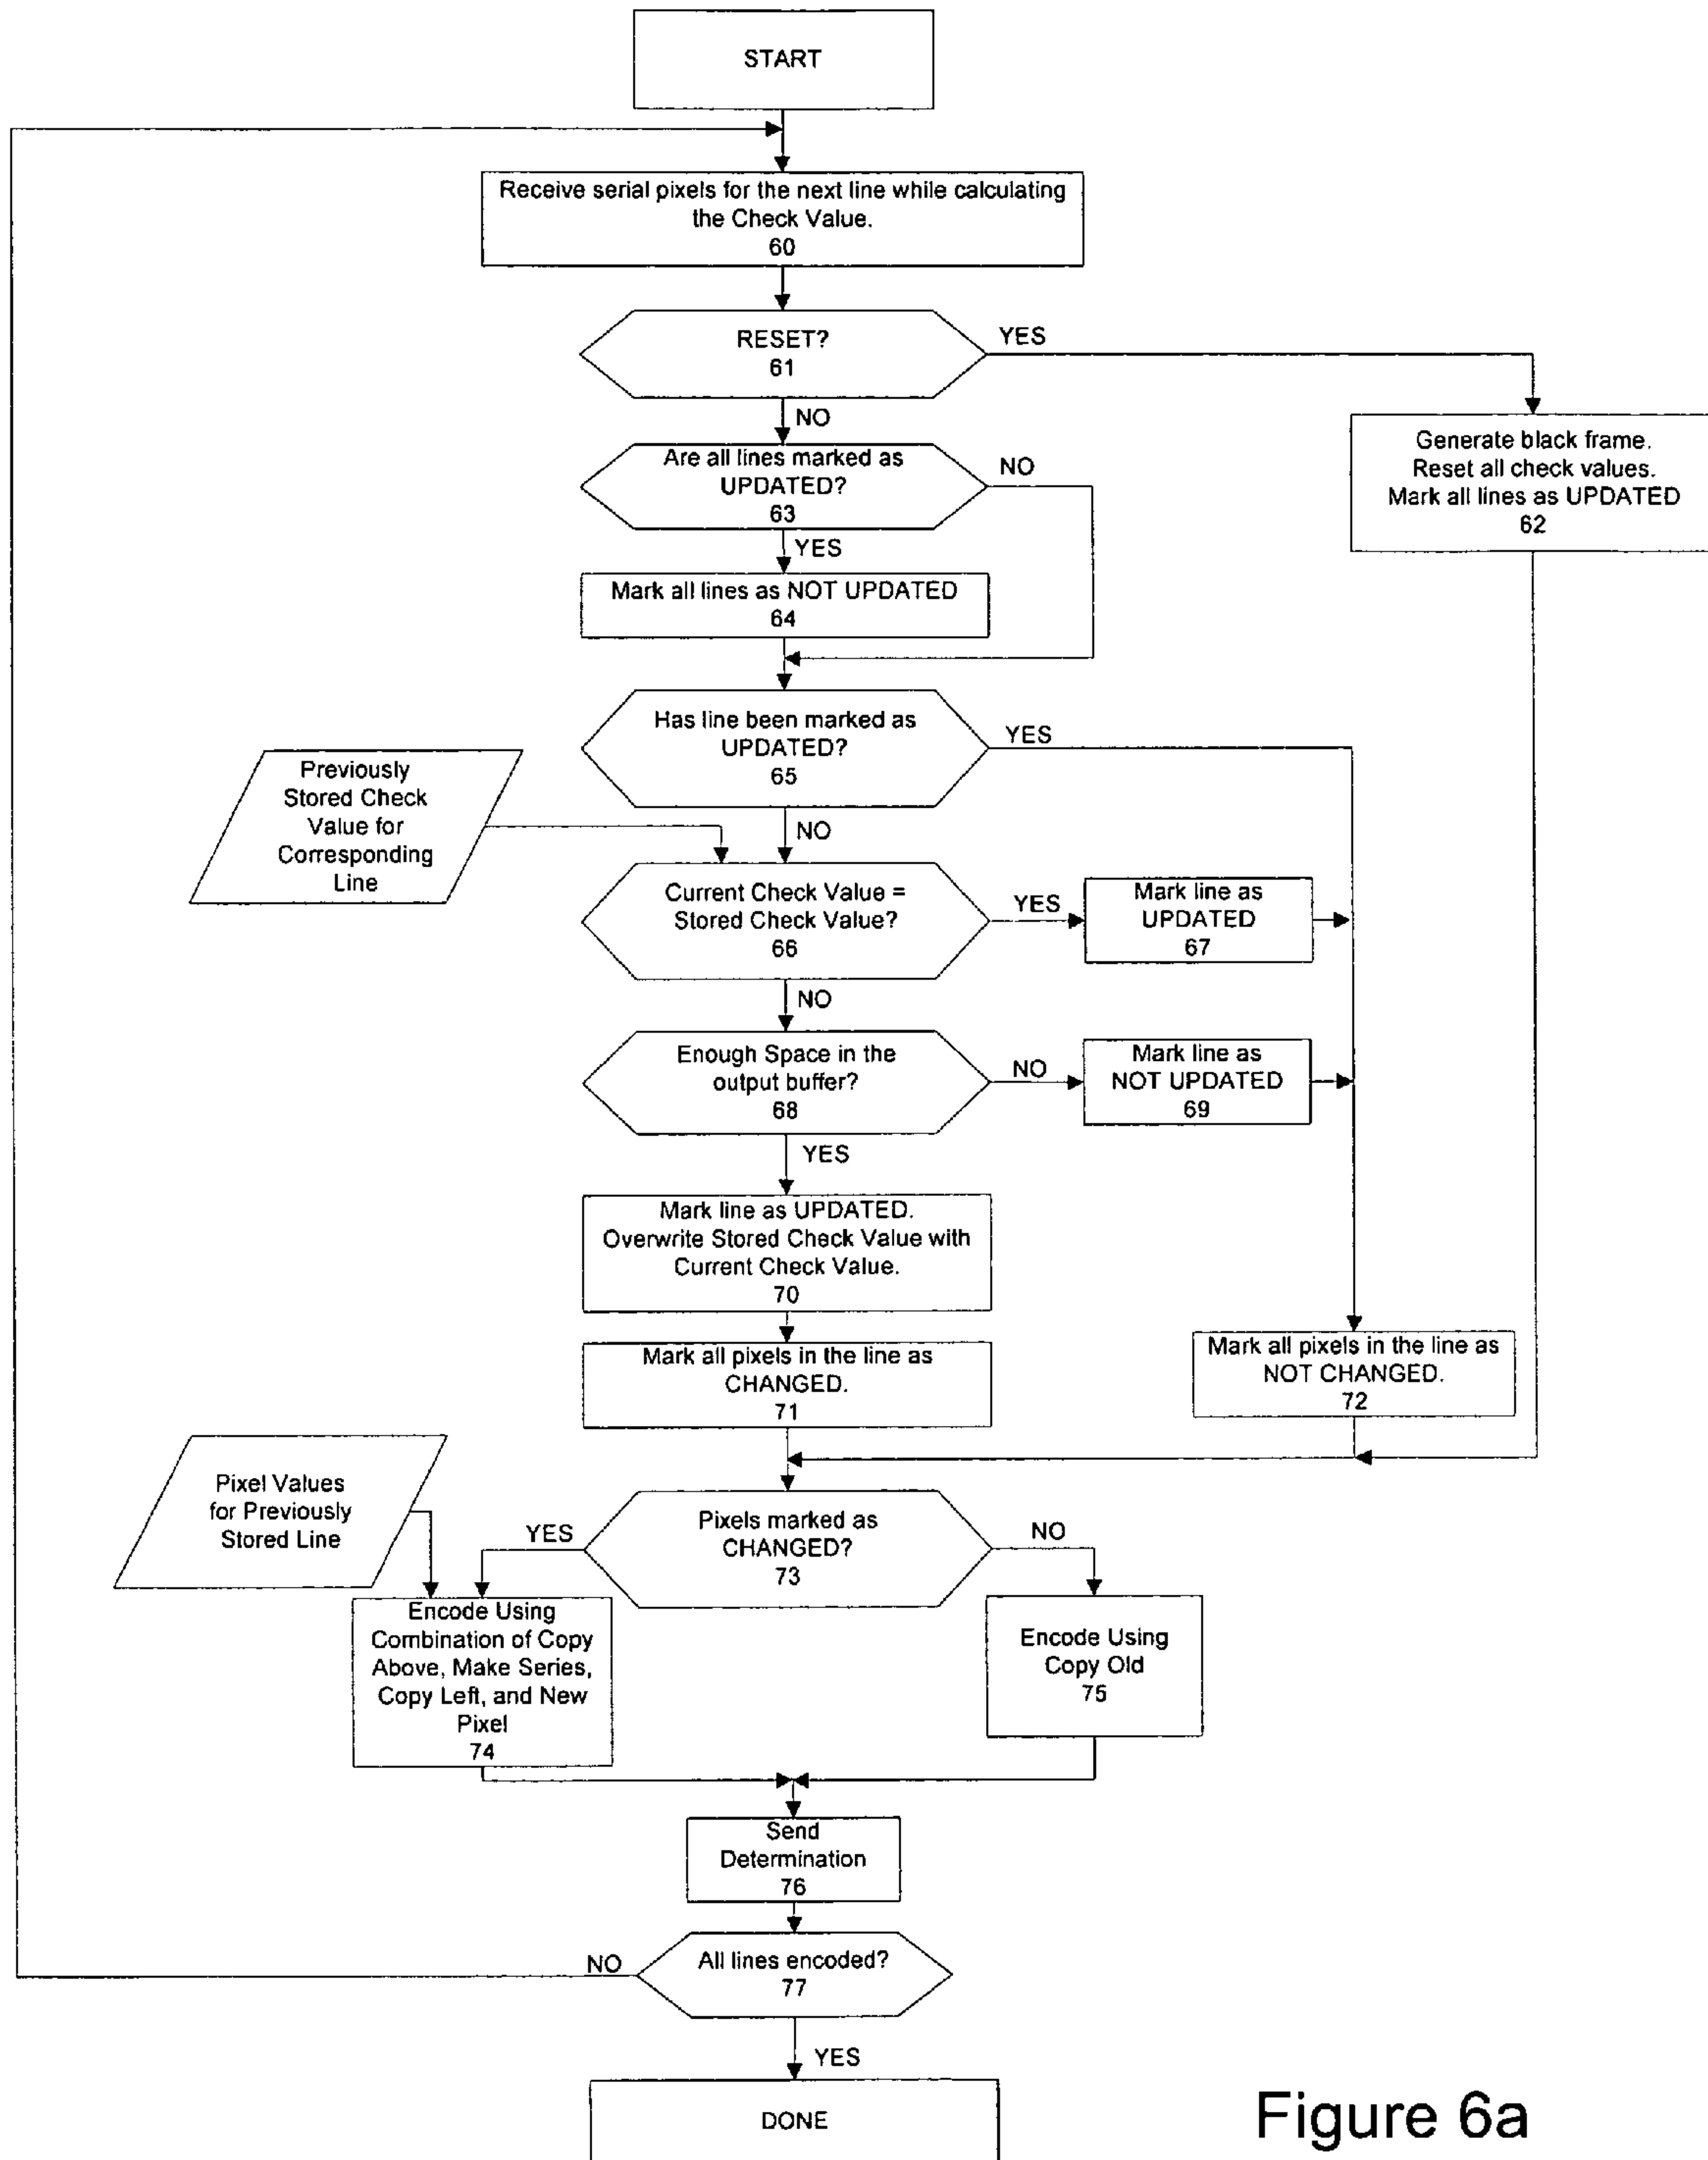 START
Receive serial pixels for the next line while calculating
the Check Value.
60
RESET?
61
YES
NO
Generate black frame.
Reset all check values.
Mark all lines as UPDATED
62
Are all lines marked as
UPDATED?
63
NO
YES
Mark all lines as NOT UPDATED
64
Has line been marked as
UPDATED?
65
YES
NO
Previously
Stored Check
Value for
Corresponding
Line
Current Check Value =
Stored Check Value?
66
YES
Mark line as
UPDATED
67
NO
Enough Space in the
output buffer?
68
NO
Mark line as
NOT UPDATED
69
YES
Mark line as UPDATED.
Overwrite Stored Check Value with
Current Check Value.
70
Mark all pixels in the line as
CHANGED.
71
Mark all pixels in the line as
NOT CHANGED.
72
Pixel Values
for Previously
Stored Line
Pixels marked as
CHANGED?
73
YES
NO
Encode Using
Combination of Copy
Above, Make Series,
Copy Left, and New
Pixel
74
Encode Using
Copy Old
75
Send
Determination
76
All lines encoded?
77
NO
YES
DONE
Figure 6a